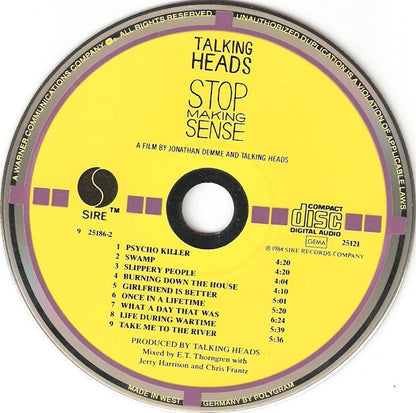 A WARNER COMMUNICATIONS COMPANY . ALL RIGHTS RESERVED. UNAUTHORIZED DUPLICATION IS A VIOLATION OF APPLICABLE LAWS
TALKING
HEADS
STOP
MAKING
SENSE
A FILM BY JONATHAN DEMME AND TALKING HEADS
S
SIRE™
9 25186-2
COMPACT
disc
DIGITAL AUDIO
GEMA
25121
℗1984 SIRE RECORDS COMPANY
1 PSYCHO KILLER 4:20
2 SWAMP 4:20
3 SLIPPERY PEOPLE 4:04
4 BURNING DOWN THE HOUSE 4:10
5 GIRLFRIEND IS BETTER 5:01
6 ONCE IN A LIFETIME 5:20
7 WHAT A DAY THAT WAS 6:24
8 LIFE DURING WARTIME 5:39
9 TAKE ME TO THE RIVER 5:36
PRODUCED BY TALKING HEADS
Mixed by E.T. Thorngren with
Jerry Harrison and Chris Frantz
MADE IN WEST GERMANY BY POLYGRAM